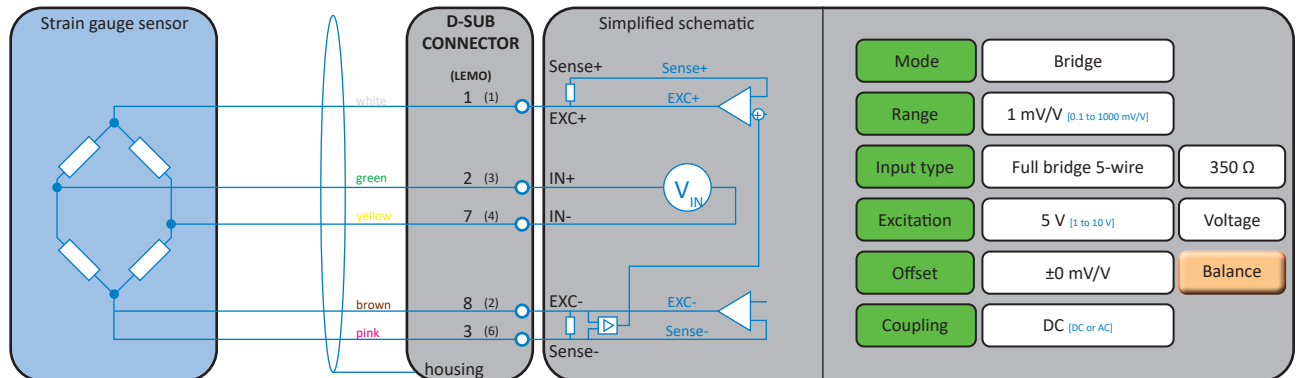 Strain gauge sensor
D-SUB
CONNECTOR
(LEMO)
white
1 (1)
green
2 (3)
yellow
7 (4)
brown
8 (2)
pink
3 (6)
housing
Simplified schematic
Sense+
Sense+
EXC+
EXC+
IN+
V IN
IN-
EXC-
EXC-
Sense-
Sense-
Mode
Bridge
Range
1 mV/V [0.1 to 1000 mV/V]
Input type
Full bridge 5-wire
350 Ω
Excitation
5 V [1 to 10 V]
Voltage
Offset
±0 mV/V
Balance
Coupling
DC [DC or AC]